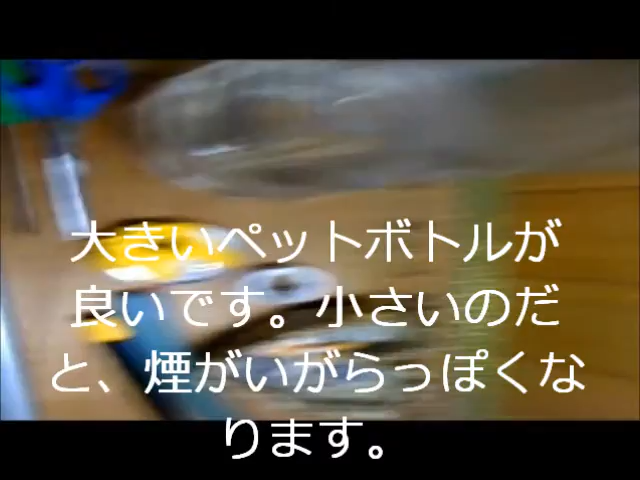 大きいペットボトルが
良いです。小さいのだ
と、煙がいがらっぽくな
ります。